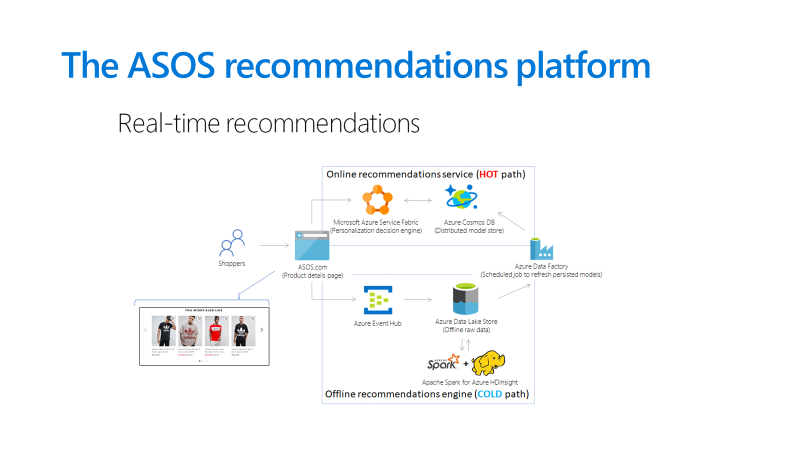 The ASOS recommendations platform
Real-time recommendations
Online recommendations service (HOT path)
Microsoft Azure Service Fabric
(Personalization decision engine)
Azure Cosmos DB
(Distributed model store)
Shoppers
ASOS.com
(Product details page)
Azure Data Factory
(Scheduled job to refresh persisted models)
YOU MIGHT ALSO LIKE
Azure Event Hub
Azure Data Lake Store
(Offline raw data)
APACHE
Spark
+
Apache Spark for Azure HDInsight
Offline recommendations engine (COLD path)